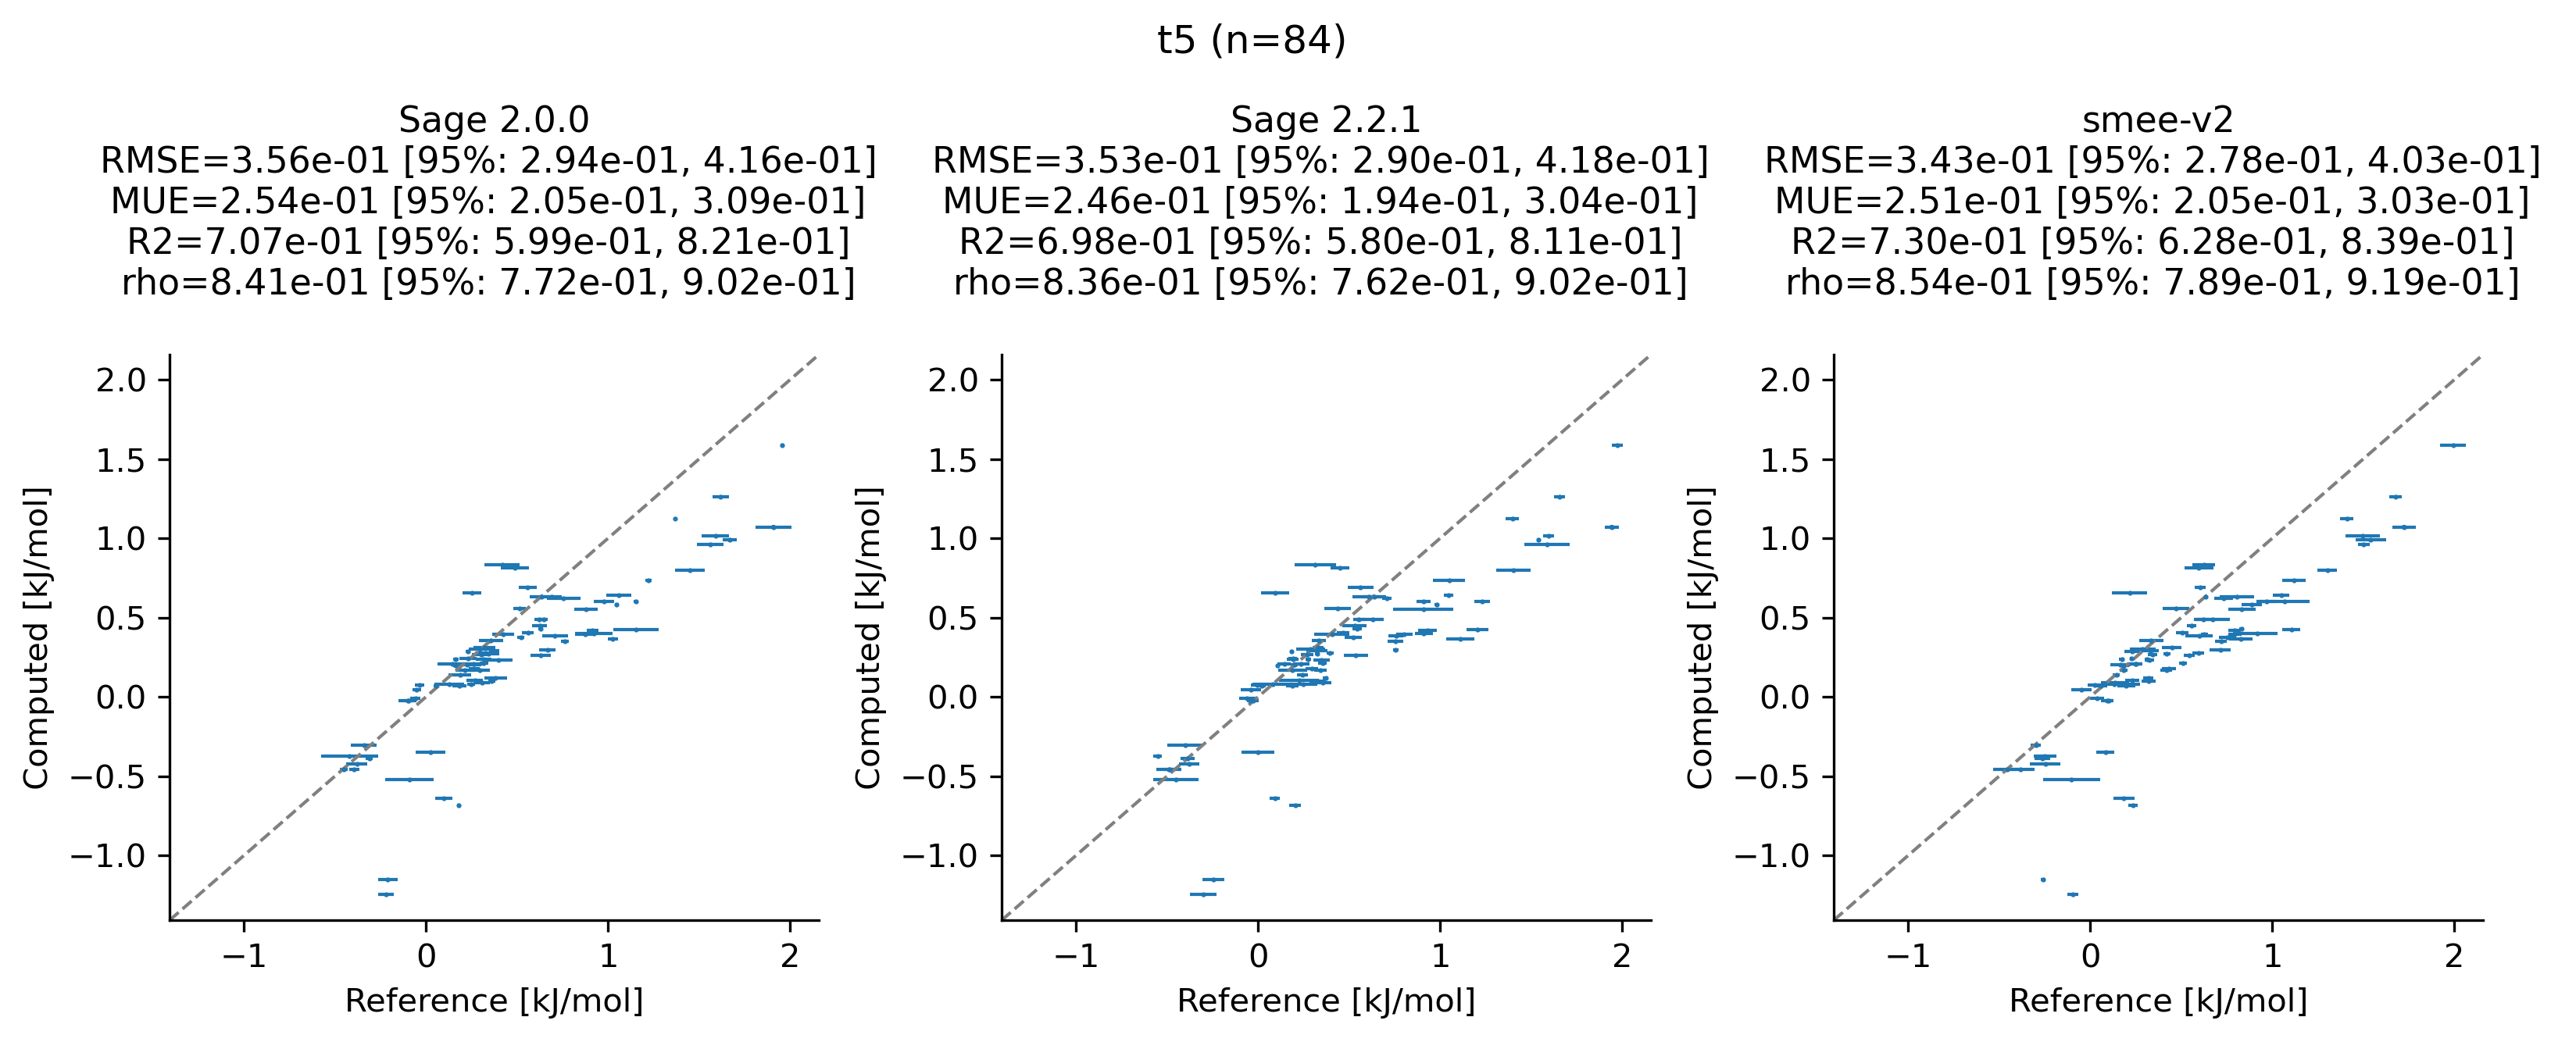 t5 (n=84)
Sage 2.0.0
RMSE=3.56e-01 [95%: 2.94e-01, 4.16e-01]
MUE=2.54e-01 [95%: 2.05e-01, 3.09e-01]
R2=7.07e-01 [95%: 5.99e-01, 8.21e-01]
rho=8.41e-01 [95%: 7.72e-01, 9.02e-01]
2.0
1.5
1.0
0.5
0.0
−0.5
−1.0
Computed [kJ/mol]
−1 0 1 2
Reference [kJ/mol]
Sage 2.2.1
RMSE=3.53e-01 [95%: 2.90e-01, 4.18e-01]
MUE=2.46e-01 [95%: 1.94e-01, 3.04e-01]
R2=6.98e-01 [95%: 5.80e-01, 8.11e-01]
rho=8.36e-01 [95%: 7.62e-01, 9.02e-01]
2.0
1.5
1.0
0.5
0.0
−0.5
−1.0
Computed [kJ/mol]
−1 0 1 2
Reference [kJ/mol]
smee-v2
RMSE=3.43e-01 [95%: 2.78e-01, 4.03e-01]
MUE=2.51e-01 [95%: 2.05e-01, 3.03e-01]
R2=7.30e-01 [95%: 6.28e-01, 8.39e-01]
rho=8.54e-01 [95%: 7.89e-01, 9.19e-01]
2.0
1.5
1.0
0.5
0.0
−0.5
−1.0
Computed [kJ/mol]
−1 0 1 2
Reference [kJ/mol]